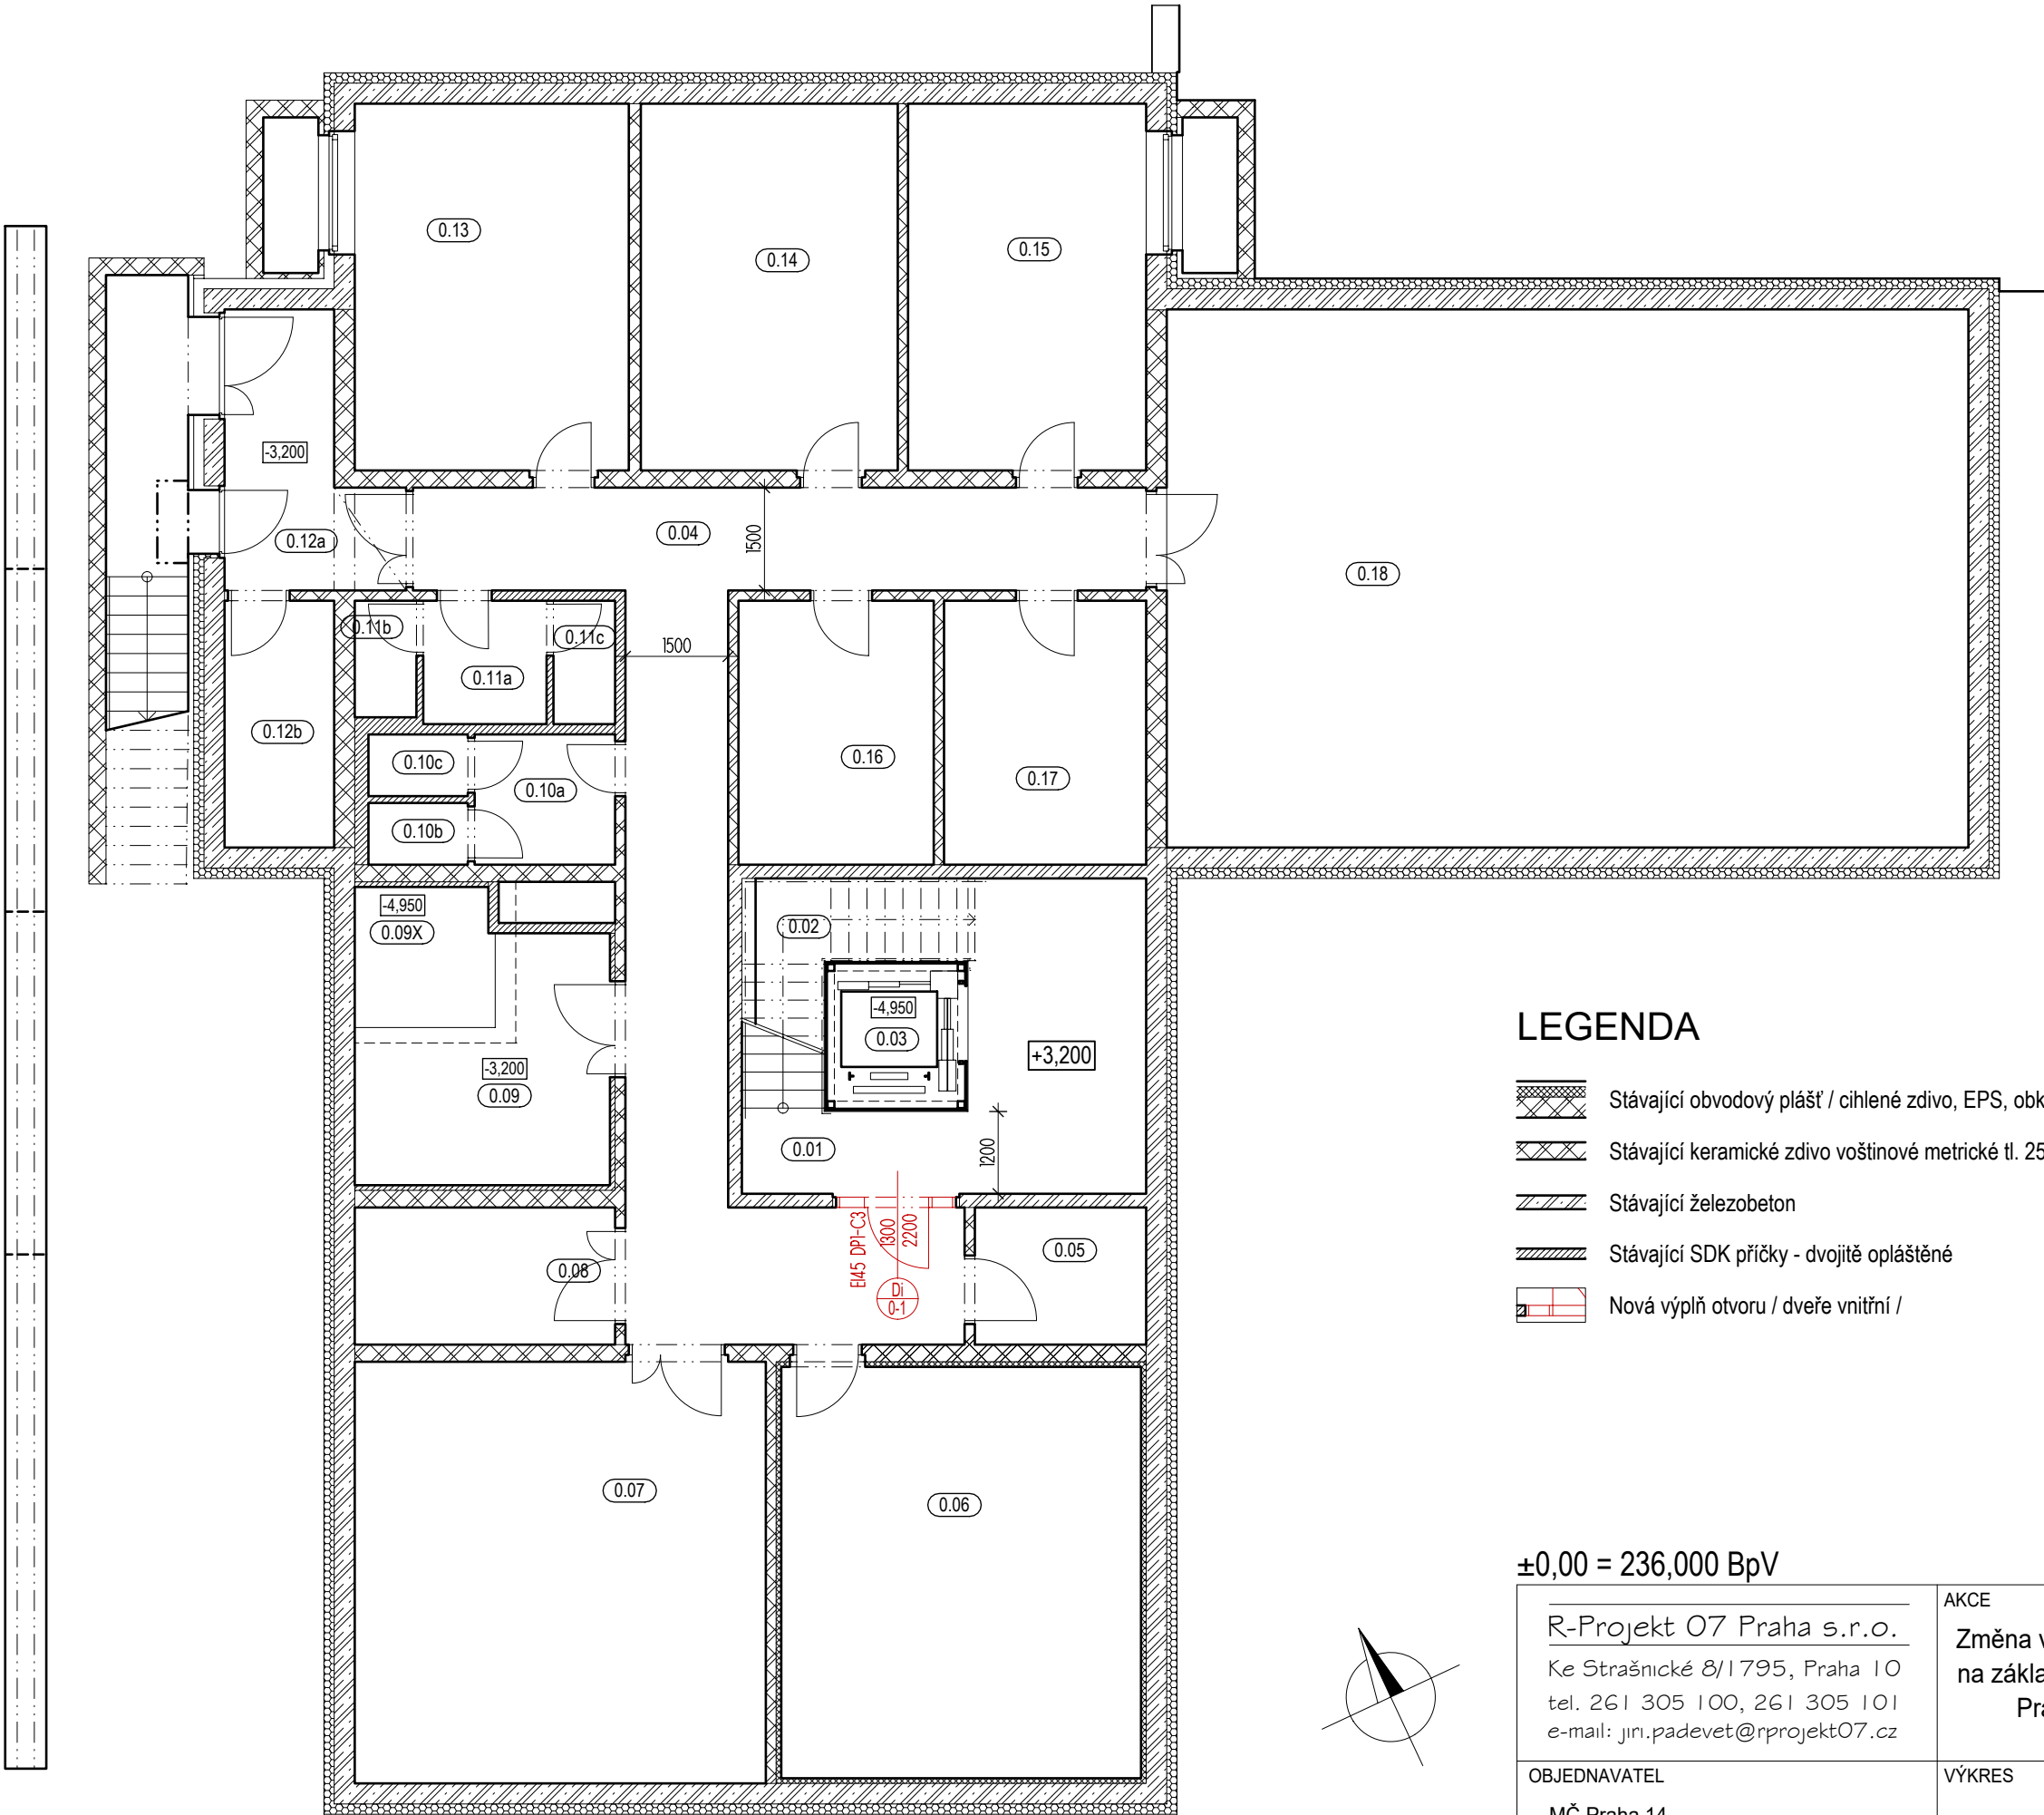 0.13
0.14
0.15
-3,200
0.12a
0.04
1500
0.18
0.11b
0.11c
0.11a
1500
0.12b
0.10c
0.10a
0.10b
0.16
0.17
-4,950
0.09X
0.02
-4,950
0.03
+3,200
-3,200
0.09
0.01
1200
EI45 DP1-C3
1300
2200
Di
0-1
0.05
0.08
0.07
0.06
LEGENDA
Stávající obvodový plášť / cihlené zdivo, EPS, obk
Stávající keramické zdivo voštinové metrické tl. 25
Stávající železobeton
Stávající SDK příčky - dvojitě opláštěné
Nová výplň otvoru / dveře vnitřní /
±0,00 = 236,000 BpV
R-Projekt 07 Praha s.r.o.
Ke Strašnické 8/1795, Praha 10
tel. 261 305 100, 261 305 101
e-mail: jiri.padevet@rprojekt07.cz
AKCE
Změna v
na zákla
Pra
OBJEDNAVATEL
MČ Praha 14
VÝKRES